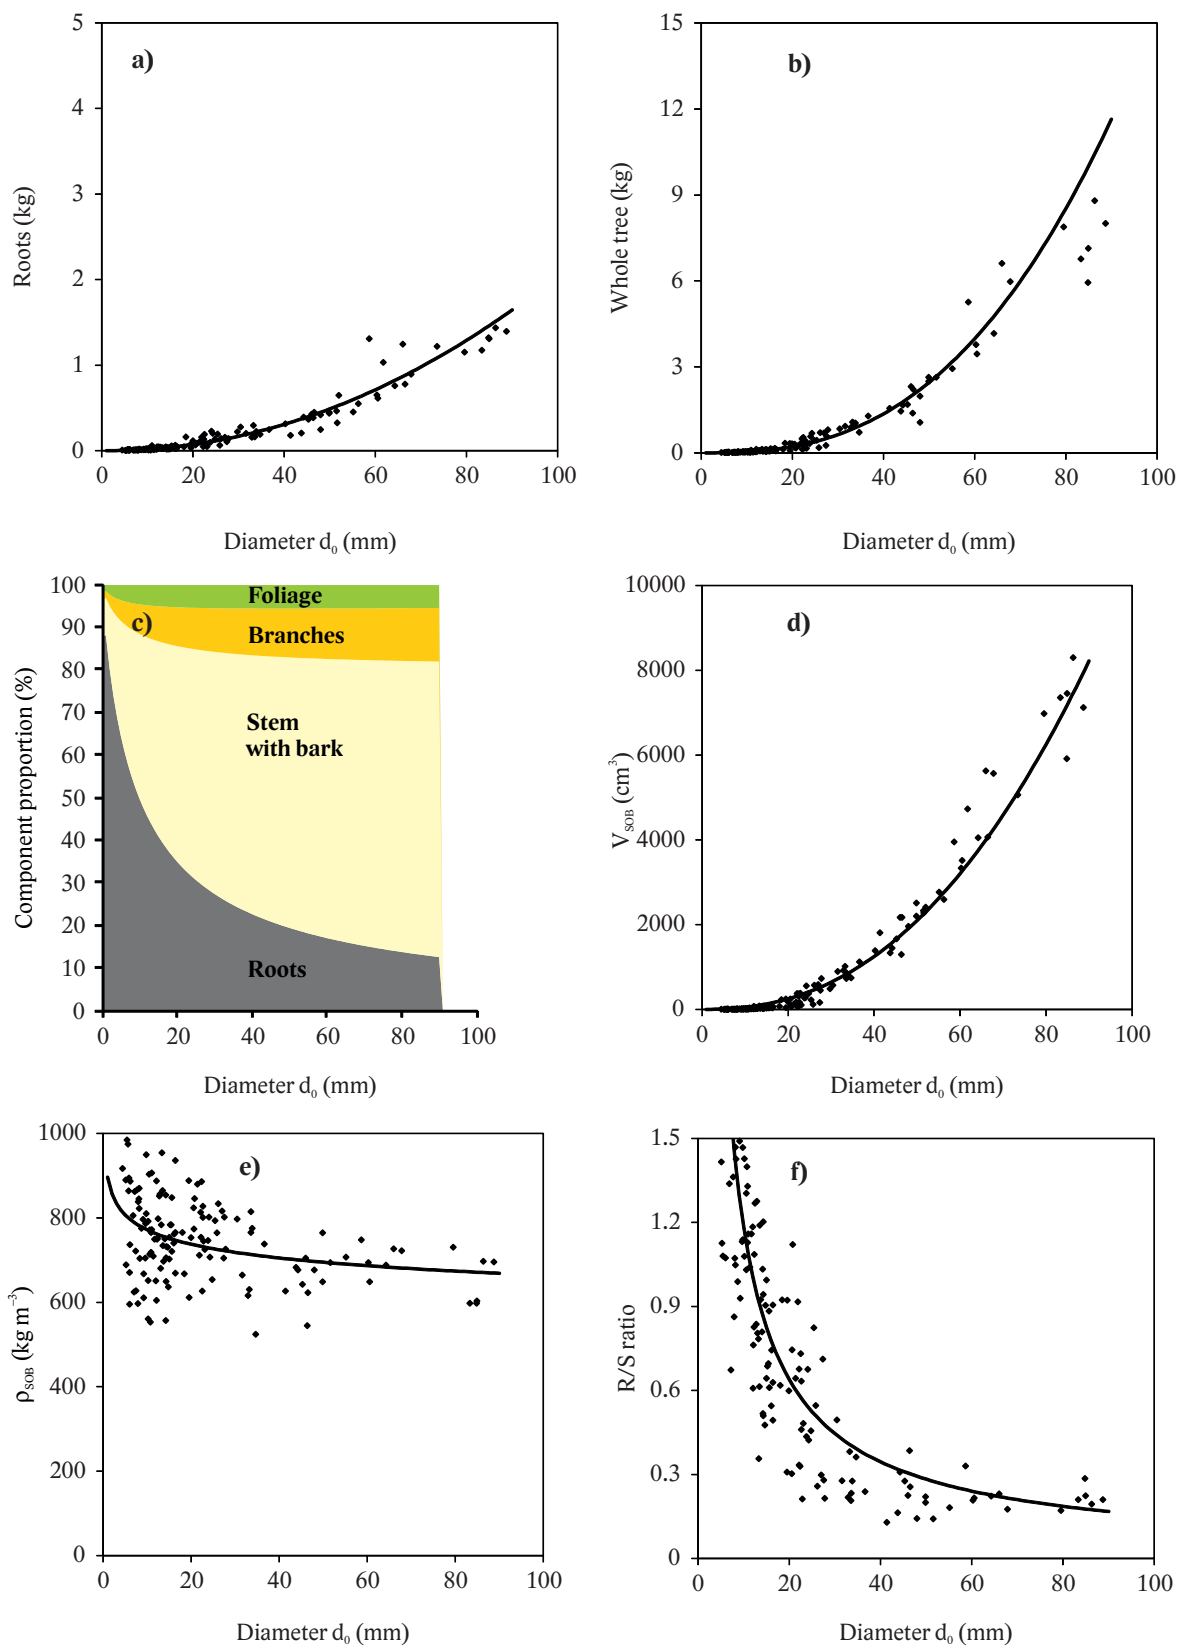 a)
5
4
3
2
1
0
Roots (kg)
0 20 40 60 80 100
Diameter d₀ (mm)
b)
15
12
9
6
3
0
Whole tree (kg)
0 20 40 60 80 100
Diameter d₀ (mm)
c)
100
90
80
70
60
50
40
30
20
10
0
Component proportion (%)
Foliage
Branches
Stem
with bark
Roots
0 20 40 60 80 100
Diameter d₀ (mm)
d)
10000
8000
6000
4000
2000
0
V_SOB (cm³)
0 20 40 60 80 100
Diameter d₀ (mm)
e)
1000
800
600
400
200
0
ρ_SOB (kg m⁻³)
0 20 40 60 80 100
Diameter d₀ (mm)
f)
1.5
1.2
0.9
0.6
0.3
0
R/S ratio
0 20 40 60 80 100
Diameter d₀ (mm)